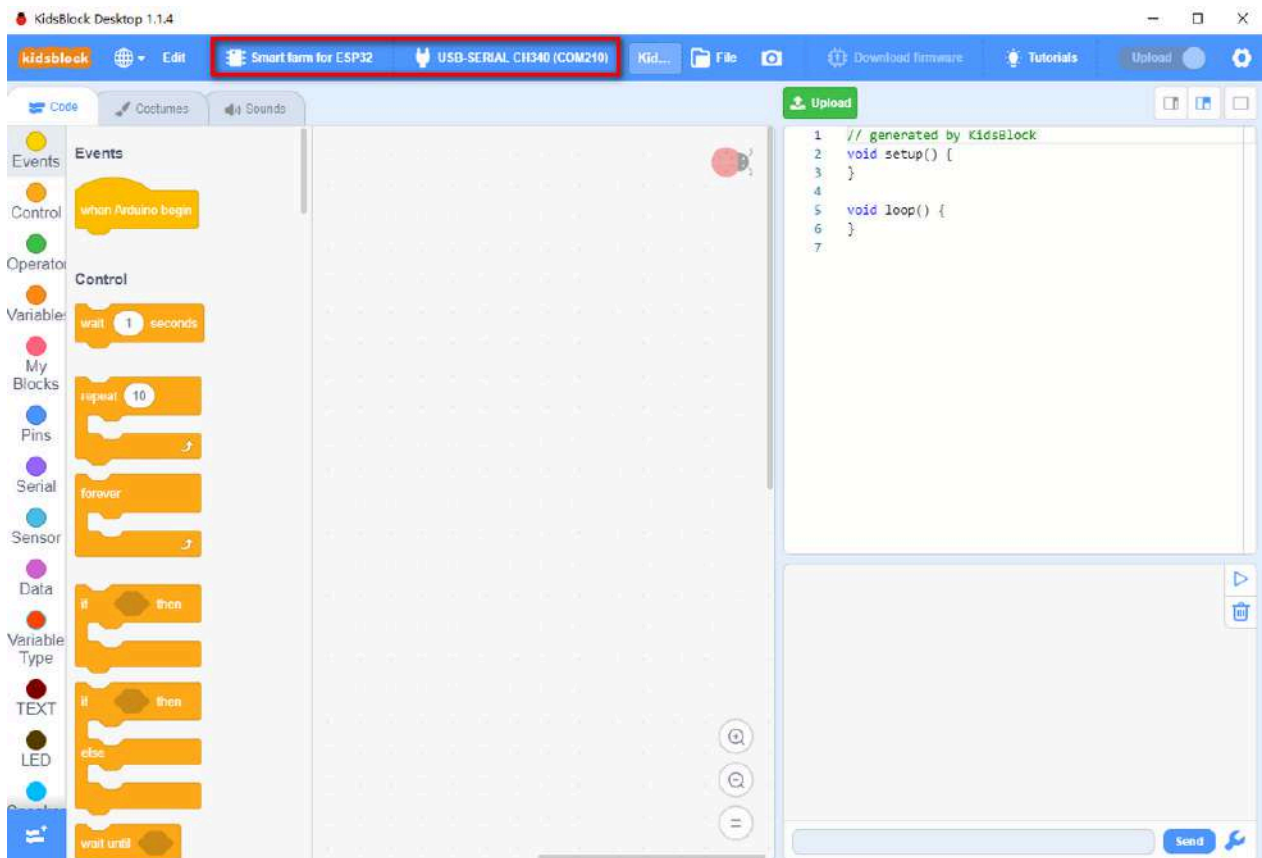 KidsBlock Desktop 1.1.4
kidsblock Edit Smart farm for ESP32 USB-SERIAL CH340 (COM210) Kid... File Download firmware Tutorials Upload
Code Costumes Sounds
Upload
Events
Control
Operator
Variables
My
Blocks
Pins
Serial
Sensor
Data
Variable
Type
TEXT
LED
Events
when Arduino begin
Control
wait 1 seconds
repeat 10
forever
if then
if then
else
wait until
1 // generated by KidsBlock
2 void setup() {
3 }
4
5 void loop() {
6 }
7
Send